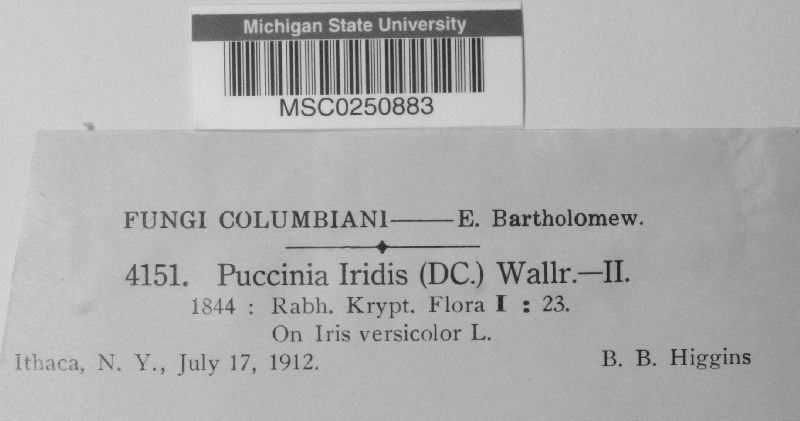 Michigan State University
MSC0250883
FUNGI COLUMBIANI——E. Bartholomew.
4151. Puccinia Iridis (DC.) Wallr.—II.
1844 : Rabh. Krypt. Flora I : 23.
On Iris versicolor L.
Ithaca, N. Y., July 17, 1912. B. B. Higgins